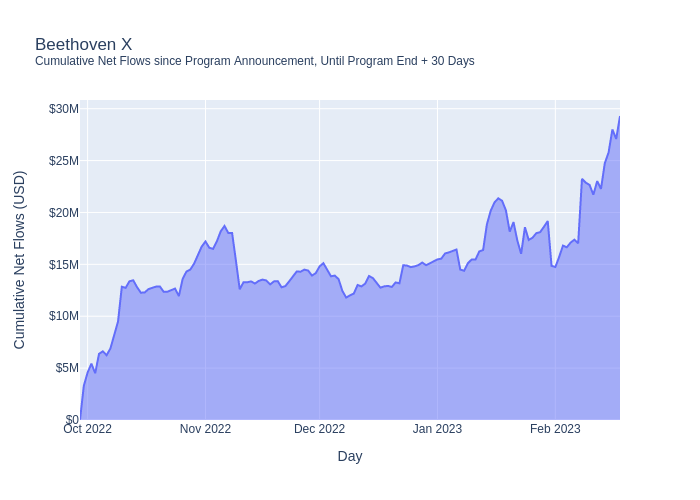 Beethoven X
Cumulative Net Flows since Program Announcement, Until Program End + 30 Days
Cumulative Net Flows (USD)
$30M
$25M
$20M
$15M
$10M
$5M
$0
Oct 2022
Nov 2022
Dec 2022
Jan 2023
Feb 2023
Day